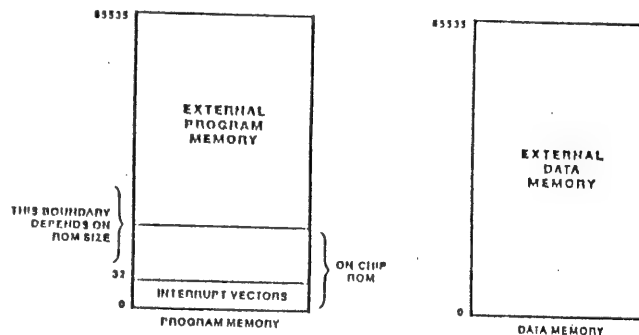 65535
EXTERNAL
PROGRAM
MEMORY
THIS BOUNDARY
DEPENDS ON
ROM SIZE
32
0
INTERRUPT VECTORS
ON CHIP
ROM
PROGRAM MEMORY
65535
EXTERNAL
DATA
MEMORY
0
DATA MEMORY